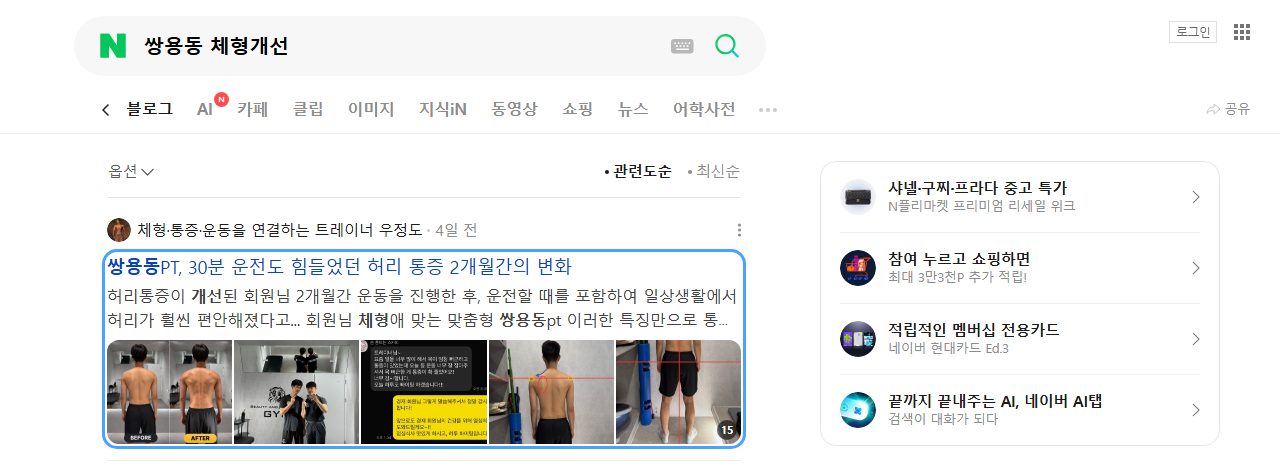 쌍용동 체형개선
로그인
블로그 AI N 카페 클립 이미지 지식iN 동영상 쇼핑 뉴스 어학사전
공유
옵션
• 관련도순 • 최신순
체형·통증·운동을 연결하는 트레이너 우정도 · 4일 전
쌍용동PT, 30분 운전도 힘들었던 허리 통증 2개월간의 변화
허리통증이 개선된 회원님 2개월간 운동을 진행한 후, 운전할 때를 포함하여 일상생활에서
허리가 훨씬 편안해졌다고... 회원님 체형에 맞는 맞춤형 쌍용동pt 이러한 특징만으로 통...
BEFORE
AFTER
GY
트레이너님~
15
샤넬·구찌·프라다 중고 특가
N플리마켓 프리미엄 리세일 위크
참여 누르고 쇼핑하면
최대 3만3천P 추가 적립!
적립적인 멤버십 전용카드
네이버 현대카드 Ed.3
끝까지 끝내주는 AI, 네이버 AI탭
검색이 대화가 되다